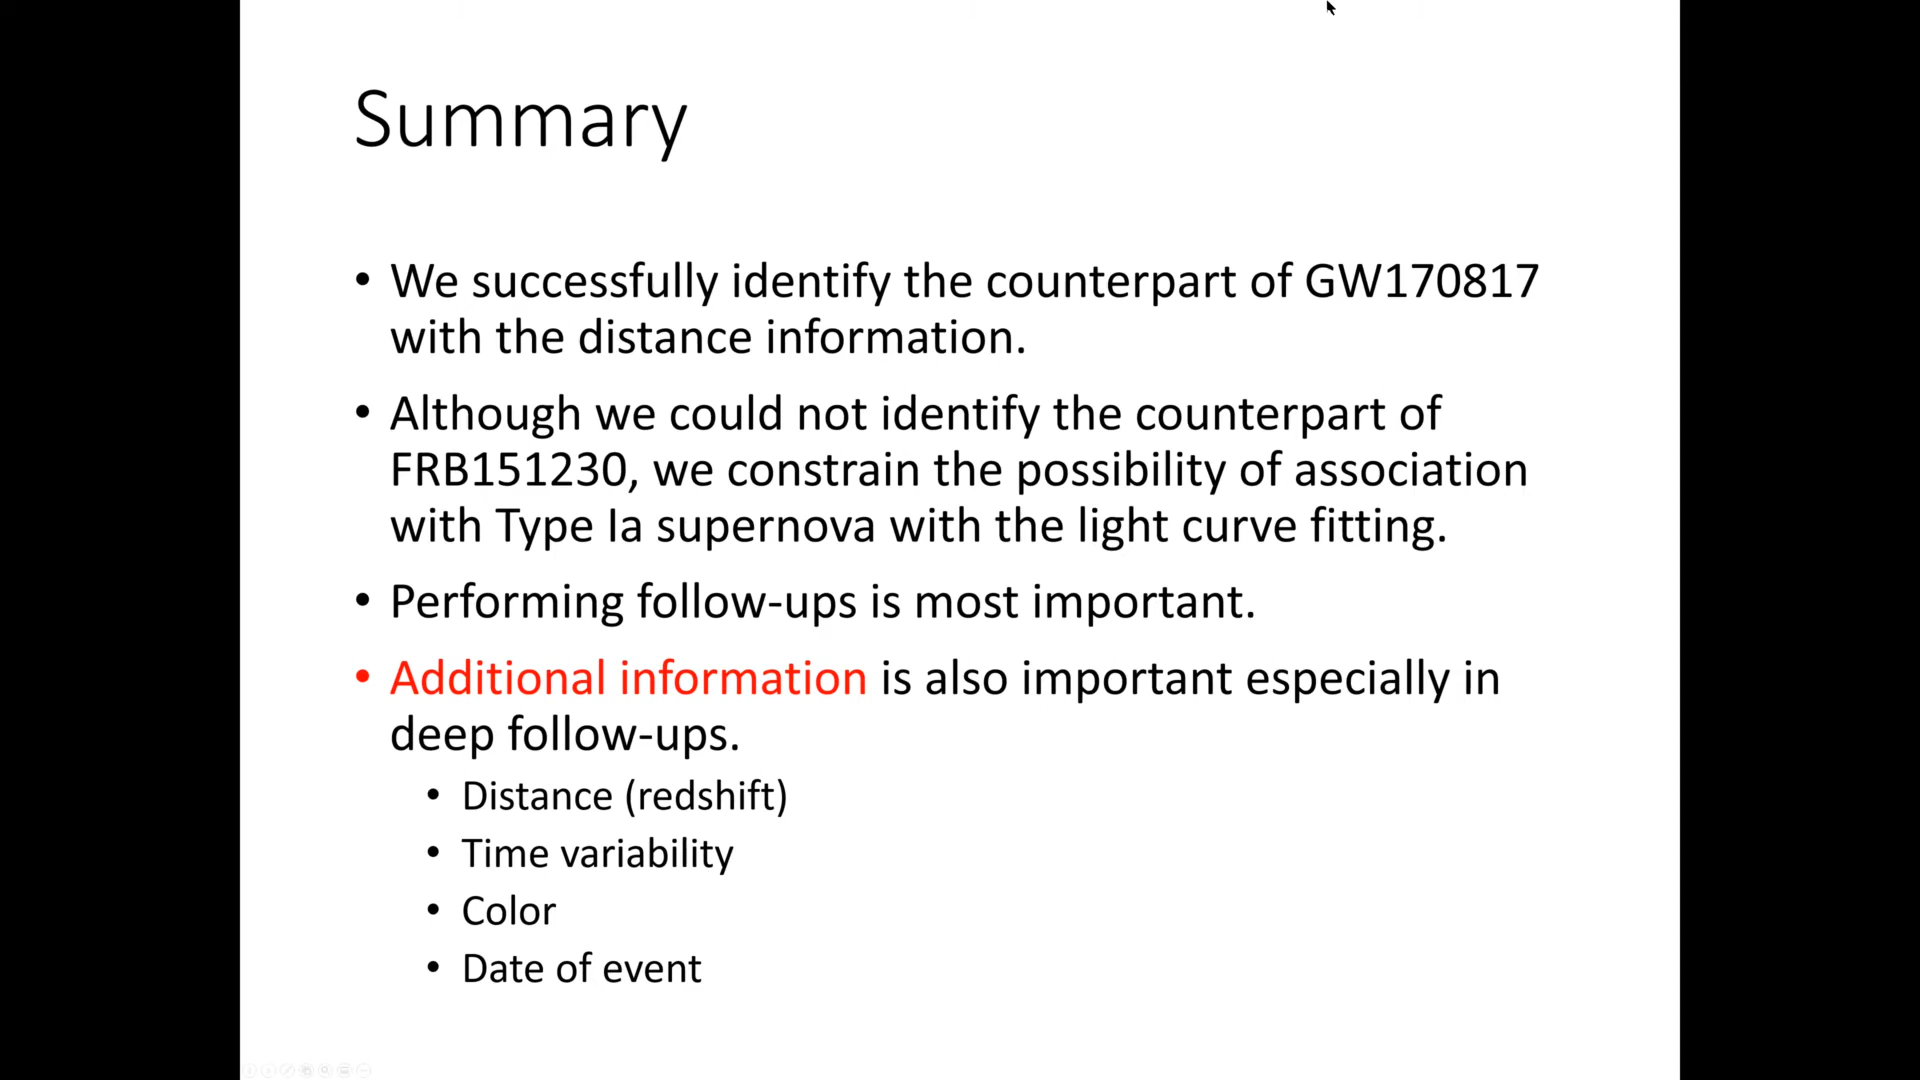 Summary
• We successfully identify the counterpart of GW170817
with the distance information.
• Although we could not identify the counterpart of
FRB151230, we constrain the possibility of association
with Type Ia supernova with the light curve fitting.
• Performing follow-ups is most important.
• Additional information is also important especially in
deep follow-ups.
• Distance (redshift)
• Time variability
• Color
• Date of event